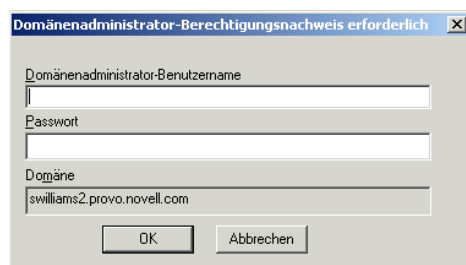 Domänenadministrator-Berechtigungsnachweis erforderlich
Domänenadministrator-Benutzername
Passwort
Domäne
swilliams2.provo.novell.com
OK
Abbrechen